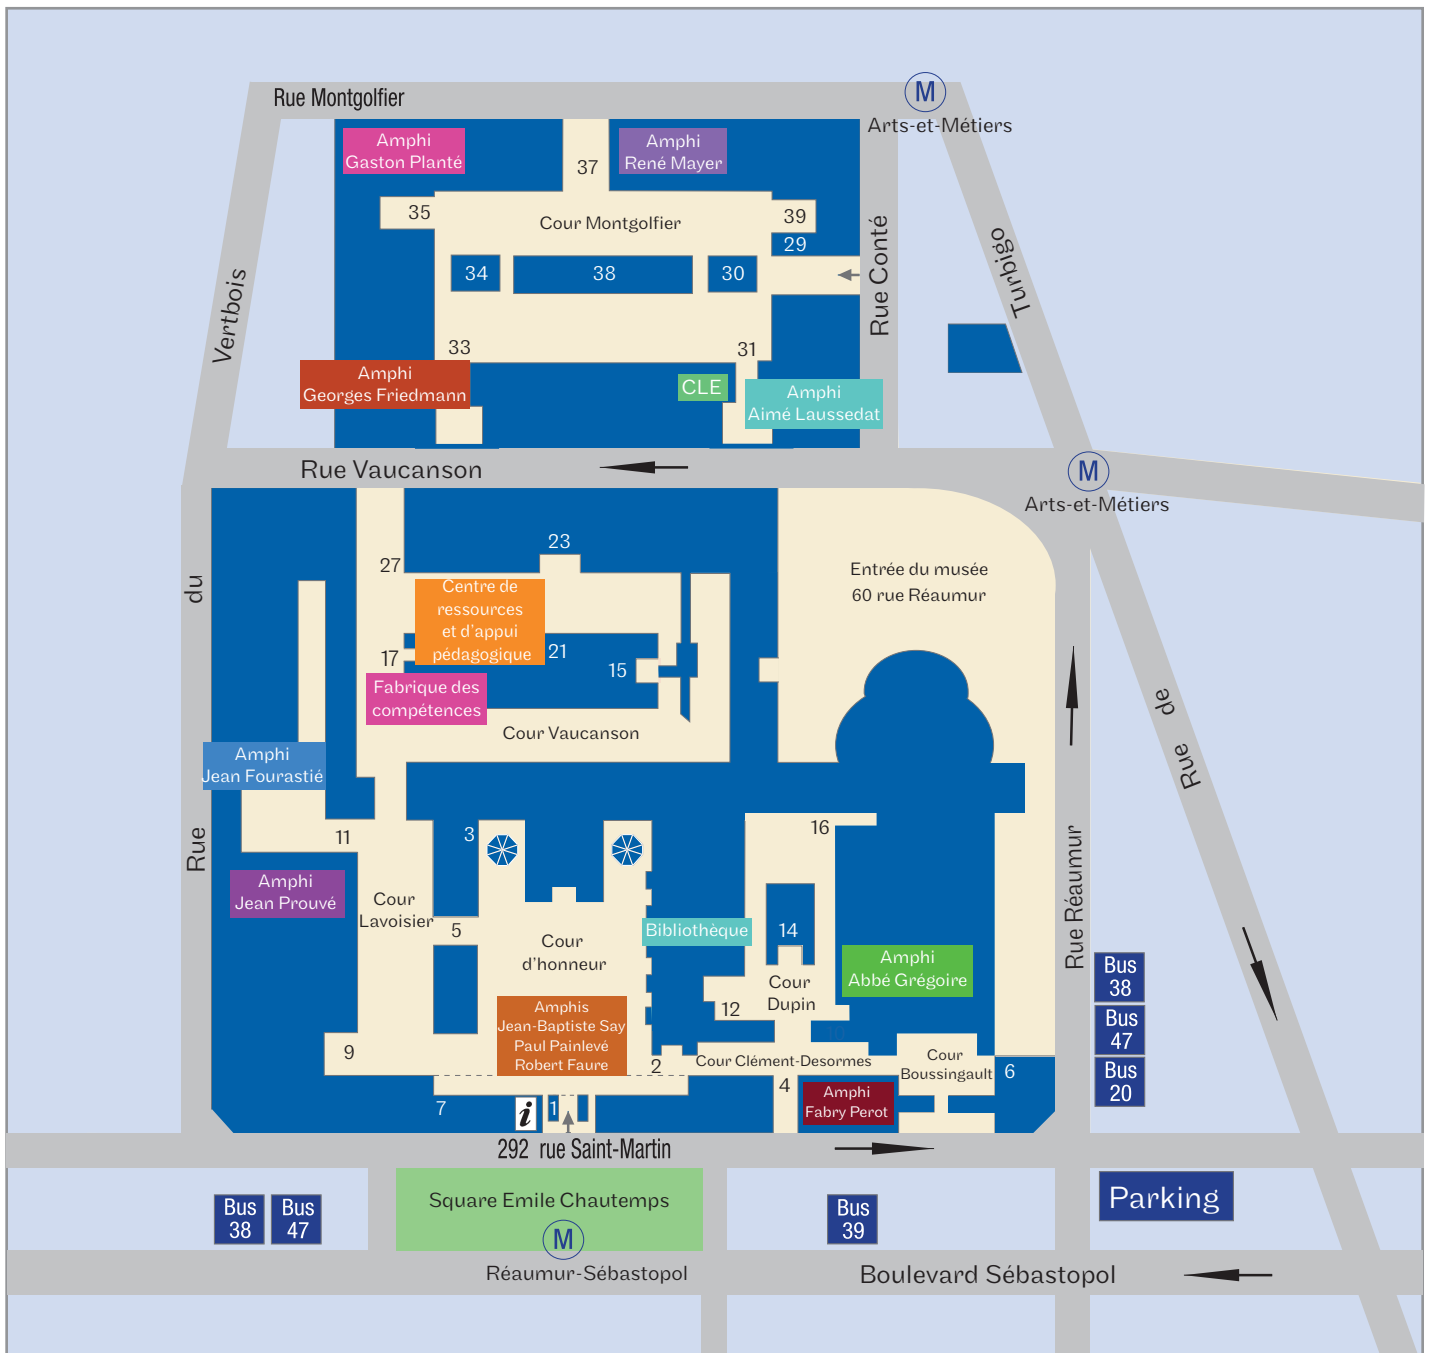 Rue Montgolfier
M
Arts-et-Métiers
Amphi
Gaston Planté
37
Amphi
René Mayer
35
Cour Montgolfier
39
29
34
38
30
Rue Conté
Turbigo
Vertbois
33
31
Amphi
Georges Friedmann
CLE
Amphi
Aimé Laussedat
Rue Vaucanson
M
Arts-et-Métiers
23
27
Centre de
ressources
et d'appui
pédagogique
Entrée du musée
60 rue Réaumur
du
17
21
15
Fabrique des
compétences
Cour Vaucanson
de
Rue
Amphi
Jean Fourastié
11
3
16
Rue
Rue Réaumur
Amphi
Jean Prouvé
Cour
Lavoisier
5
Cour
d'honneur
Bibliothèque
14
Amphi
Abbé Grégoire
Cour
Dupin
12
10
Bus
38
Bus
47
Bus
20
Amphis
Jean-Baptiste Say
Paul Painlevé
Robert Faure
9
2
Cour Clément-Desormes
Cour
Boussingault
6
4
Amphi
Fabry Perot
7
i
1
292 rue Saint-Martin
Bus
38
Bus
47
Square Emile Chautemps
M
Réaumur-Sébastopol
Bus
39
Parking
Boulevard Sébastopol